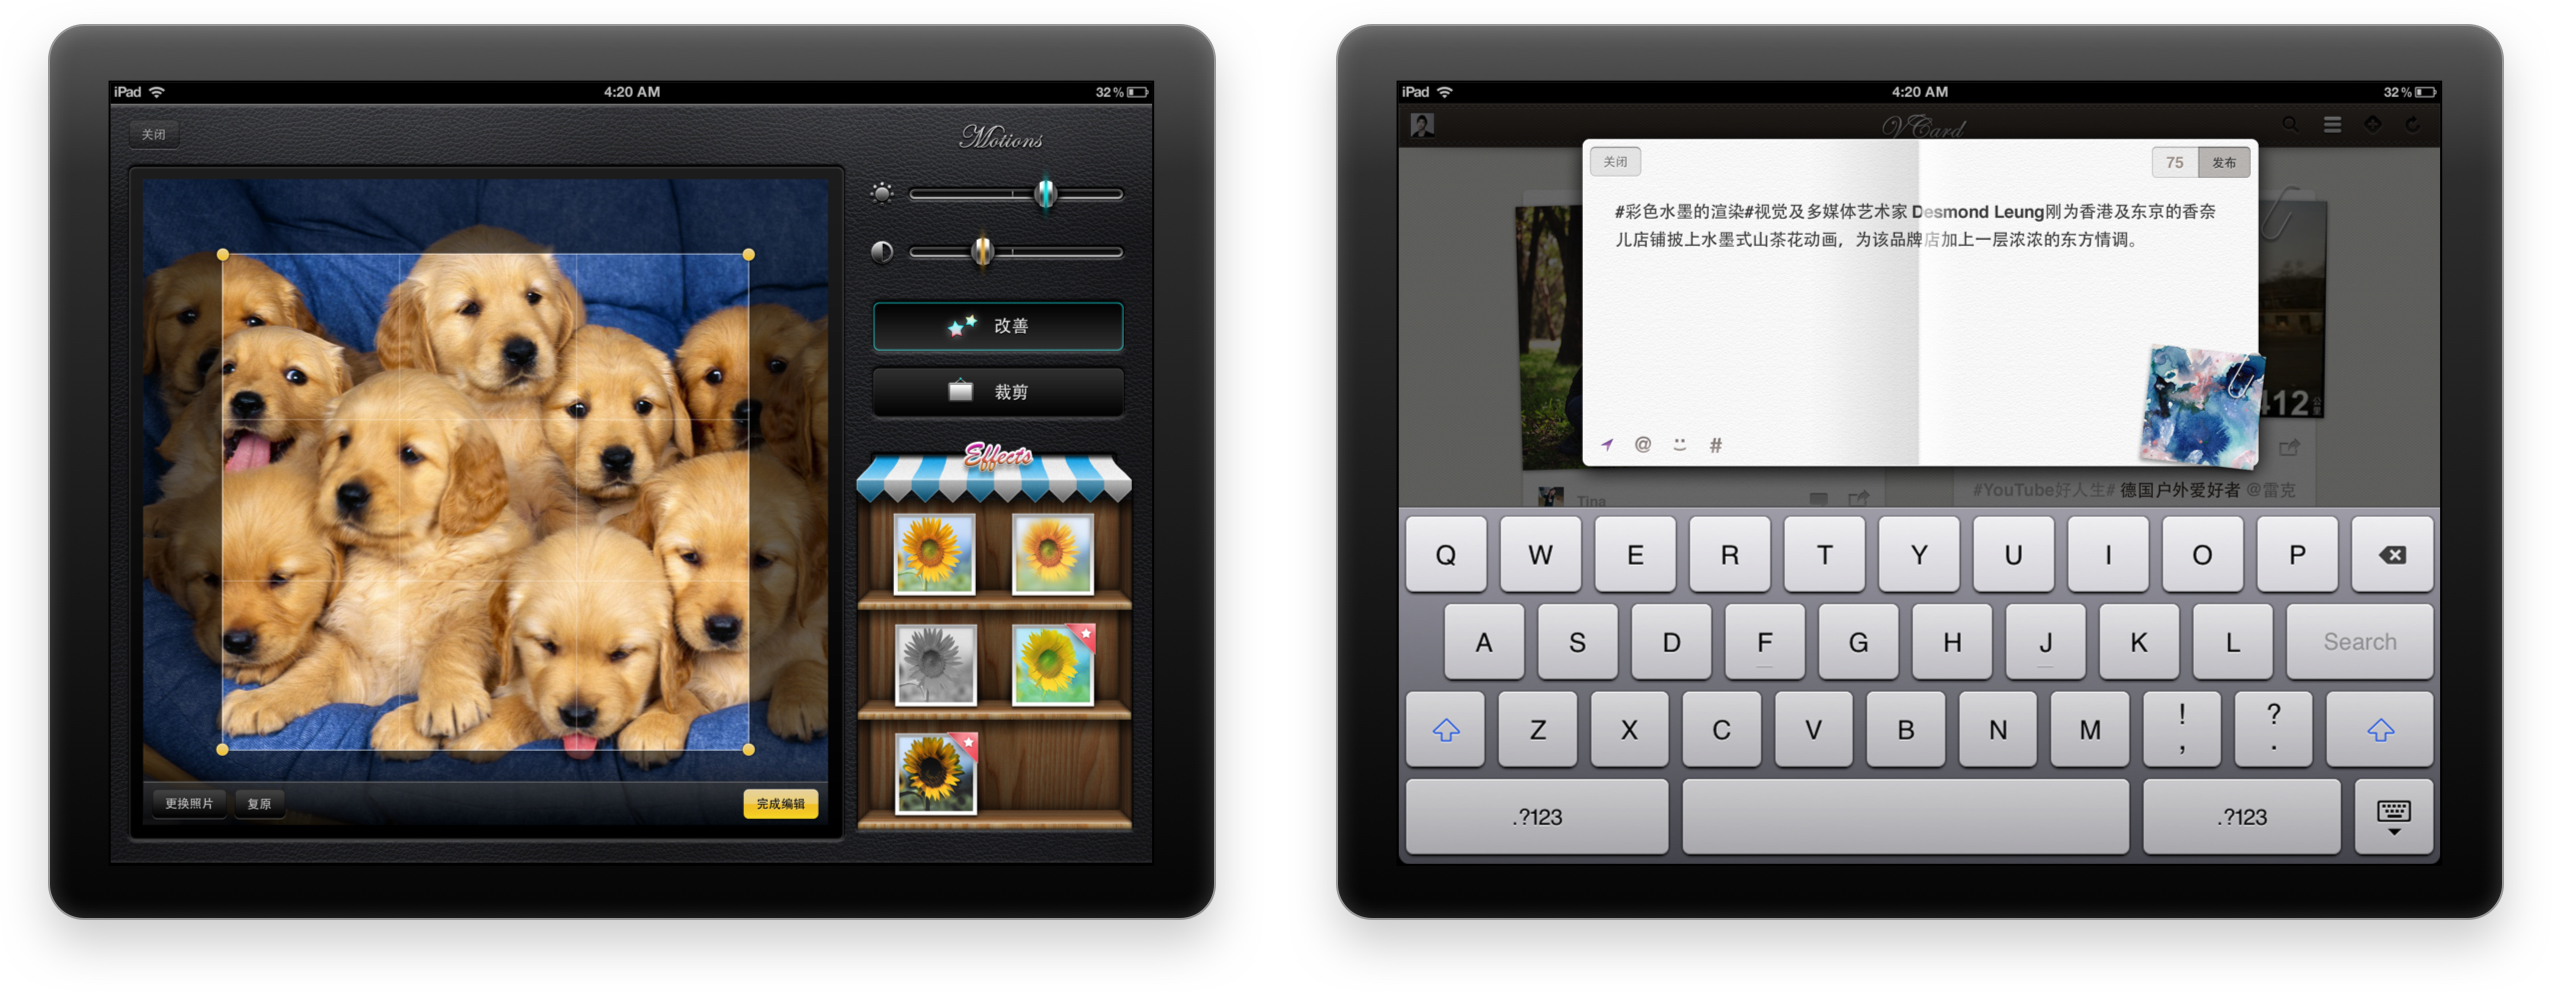 iPad
4:20 AM
32%
关闭
Motions
改善
裁剪
Effects
更换照片
复原
完成编辑
iPad
4:20 AM
32%
VCard
关闭
75
发布
#彩色水墨的渲染#视觉及多媒体艺术家 Desmond Leung刚为香港及东京的香奈
儿店铺披上水墨式山茶花动画，为该品牌店加上一层浓浓的东方情调。
412
公里
@ #
Tina
#YouTube好人生# 德国户外爱好者 @雷克
Q W E R T Y U I O P
A S D F G H J K L Search
Z X C V B N M ! , ? .
.?123 .?123